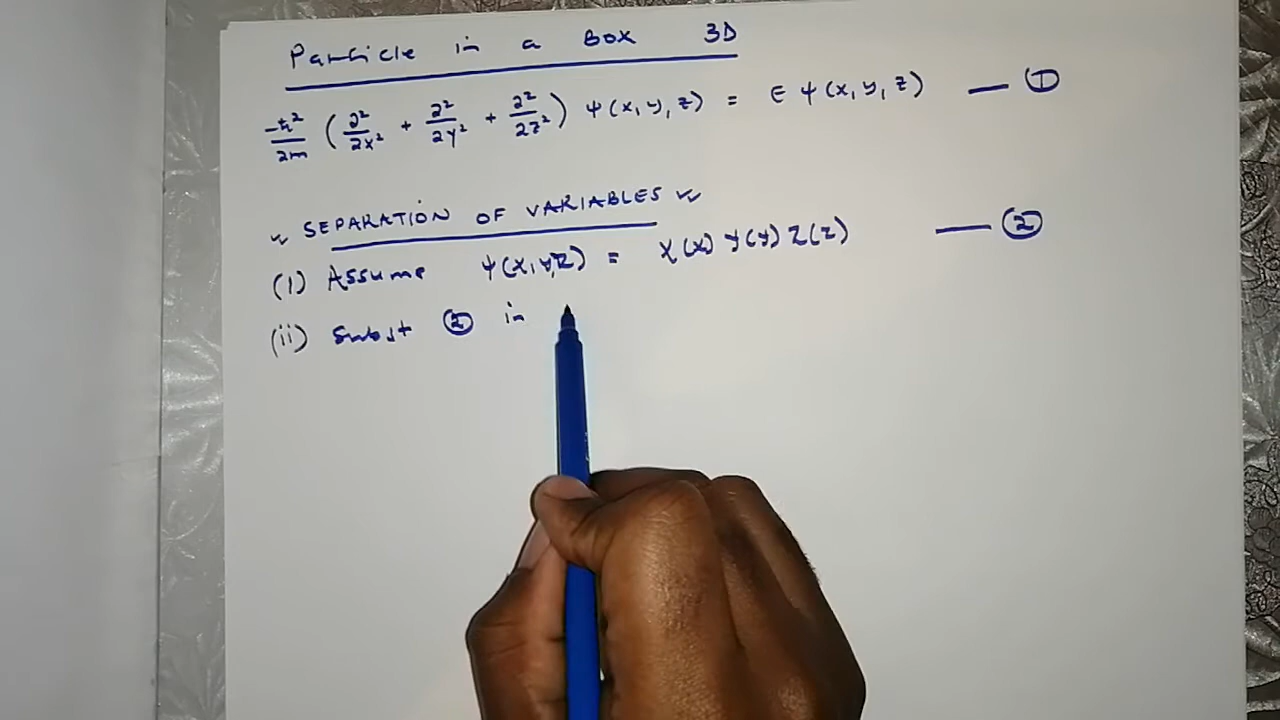 Particle in a Box 3D
-ħ²/2m (∂²/∂x² + ∂²/∂y² + ∂²/∂z²) ψ(x,y,z) = E ψ(x,y,z) — ①
" SEPARATION OF VARIABLES "
(i) Assume ψ(x,y,z) = X(x) Y(y) Z(z) — ②
(ii) Subst ② in